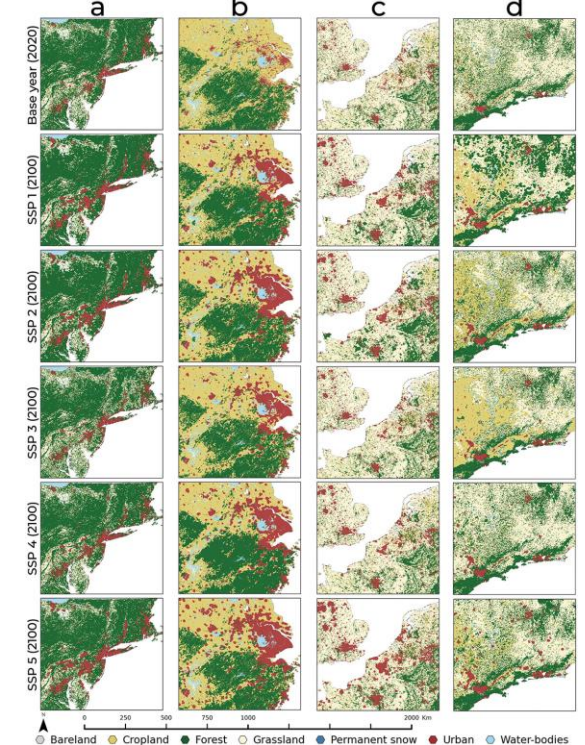 a b c d
Base year (2020)
SSP 1 (2100)
SSP 2 (2100)
SSP 3 (2100)
SSP 4 (2100)
SSP 5 (2100)
N
0 250 500 750 1000 2000 Km
Bareland Cropland Forest Grassland Permanent snow Urban Water-bodies